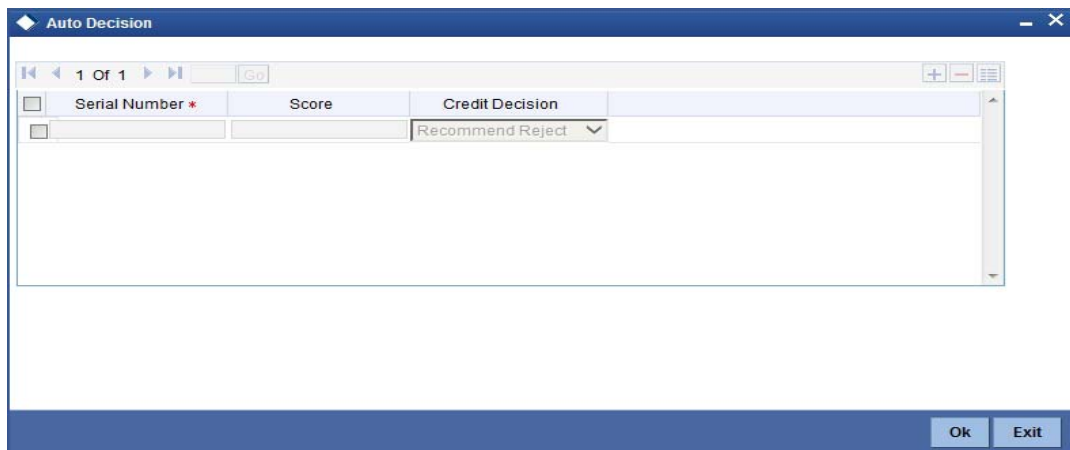 Auto Decision
1 Of 1 Go
Serial Number * Score Credit Decision
Recommend Reject
Ok Exit